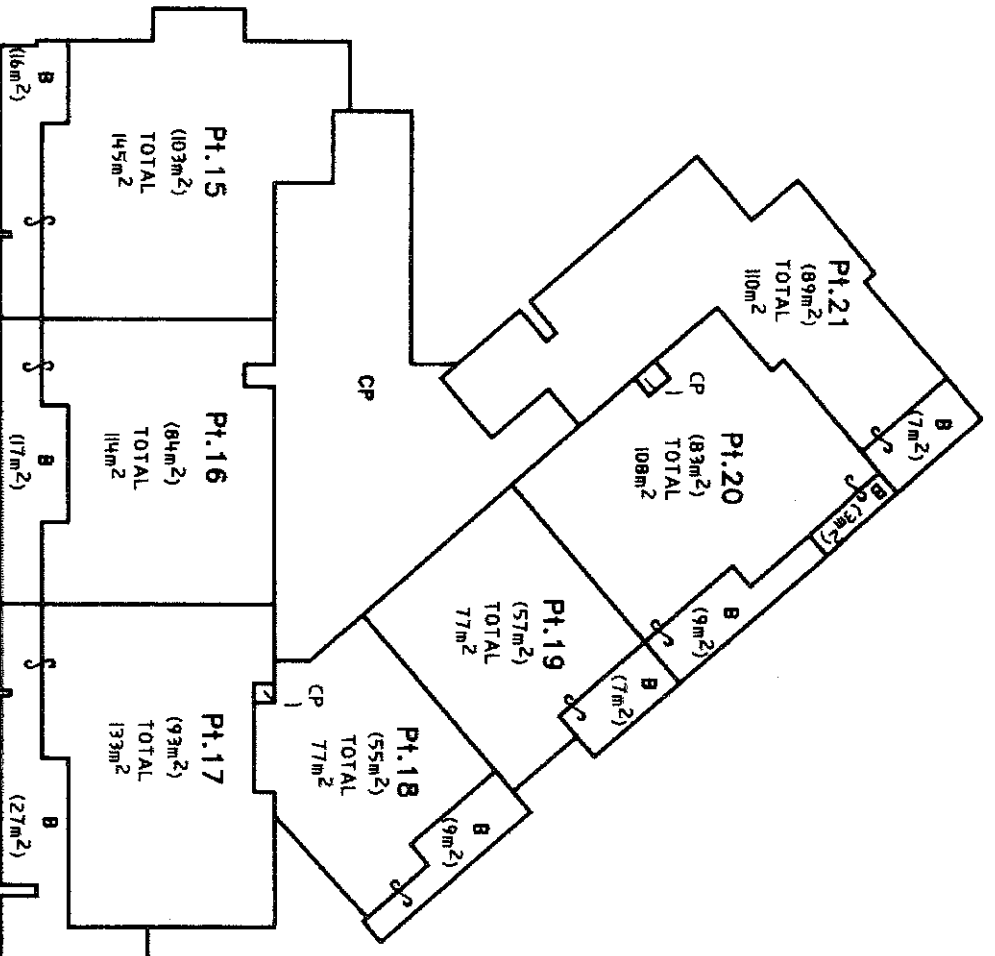 Pt.15
(103m²)
TOTAL
145m²
B
(16m²)
Pt.16
(84m²)
TOTAL
114m²
B
(17m²)
Pt.17
(93m²)
TOTAL
133m²
B
(27m²)
CP
CP
Pt.18
(55m²)
TOTAL
77m²
B
(9m²)
Pt.19
(57m²)
TOTAL
77m²
B
(7m²)
Pt.20
(83m²)
TOTAL
108m²
CP
B
(9m²)
B
(3m²)
Pt.21
(89m²)
TOTAL
110m²
B
(7m²)